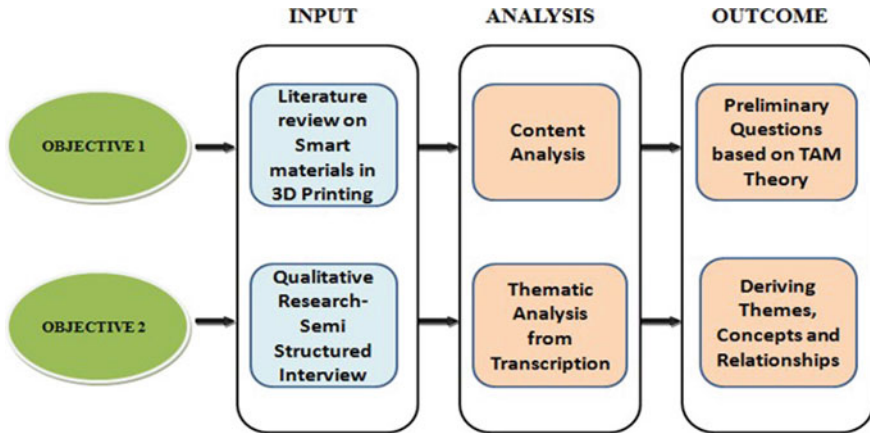 INPUT
ANALYSIS
OUTCOME
OBJECTIVE 1
Literature
review on
Smart
materials in
3D Printing
Content
Analysis
Preliminary
Questions
based on TAM
Theory
OBJECTIVE 2
Qualitative
Research-
Semi
Structured
Interview
Thematic
Analysis
from
Transcription
Deriving
Themes,
Concepts and
Relationships